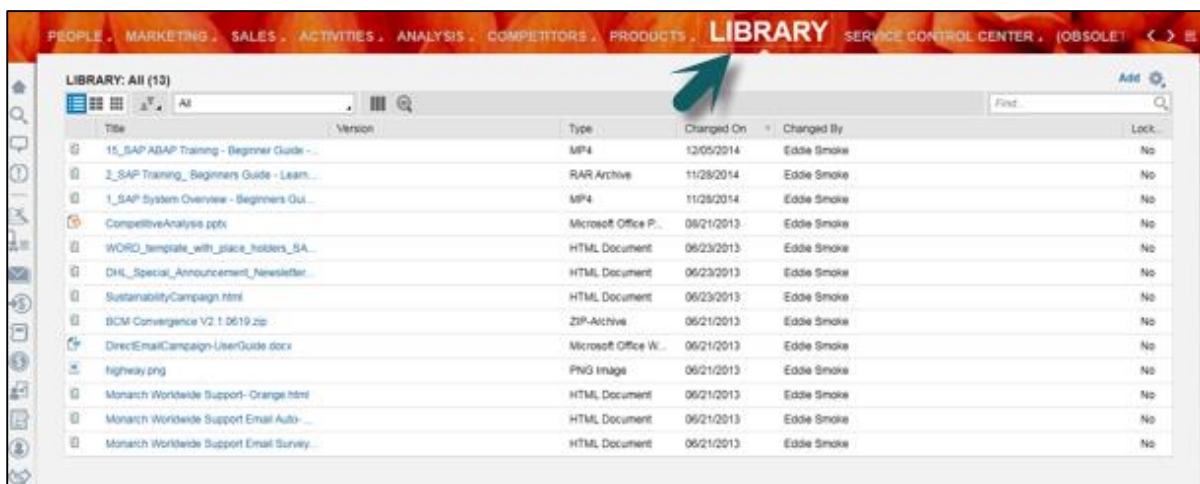 PEOPLE MARKETING SALES ACTIVITIES ANALYSIS COMPETITORS PRODUCTS LIBRARY SERVICE CONTROL CENTER (OBSOLET
LIBRARY: All (13) Add
All Find...
Title Version Type Changed On Changed By Lock...
15_SAP ABAP Training - Beginner Guide -... MP4 12/05/2014 Eddie Smoke No
2_SAP Training_ Beginners Guide - Learn... RAR Archive 11/28/2014 Eddie Smoke No
1_SAP System Overview - Beginners Gui... MP4 11/28/2014 Eddie Smoke No
CompetitiveAnalysis.pptx Microsoft Office P... 08/21/2013 Eddie Smoke No
WORD_template_with_place_holders_SA... HTML Document 06/23/2013 Eddie Smoke No
DHL_Special_Announcement_Newsletter... HTML Document 06/23/2013 Eddie Smoke No
SustainabilityCampaign.html HTML Document 06/23/2013 Eddie Smoke No
BCM Convergence V2.1.0619.zip ZIP-Archive 06/21/2013 Eddie Smoke No
DirectEmailCampaign-UserGuide.docx Microsoft Office W... 06/21/2013 Eddie Smoke No
highway.png PNG Image 06/21/2013 Eddie Smoke No
Monarch Worldwide Support- Orange.html HTML Document 06/21/2013 Eddie Smoke No
Monarch Worldwide Support Email Auto-... HTML Document 06/21/2013 Eddie Smoke No
Monarch Worldwide Support Email Survey... HTML Document 06/21/2013 Eddie Smoke No